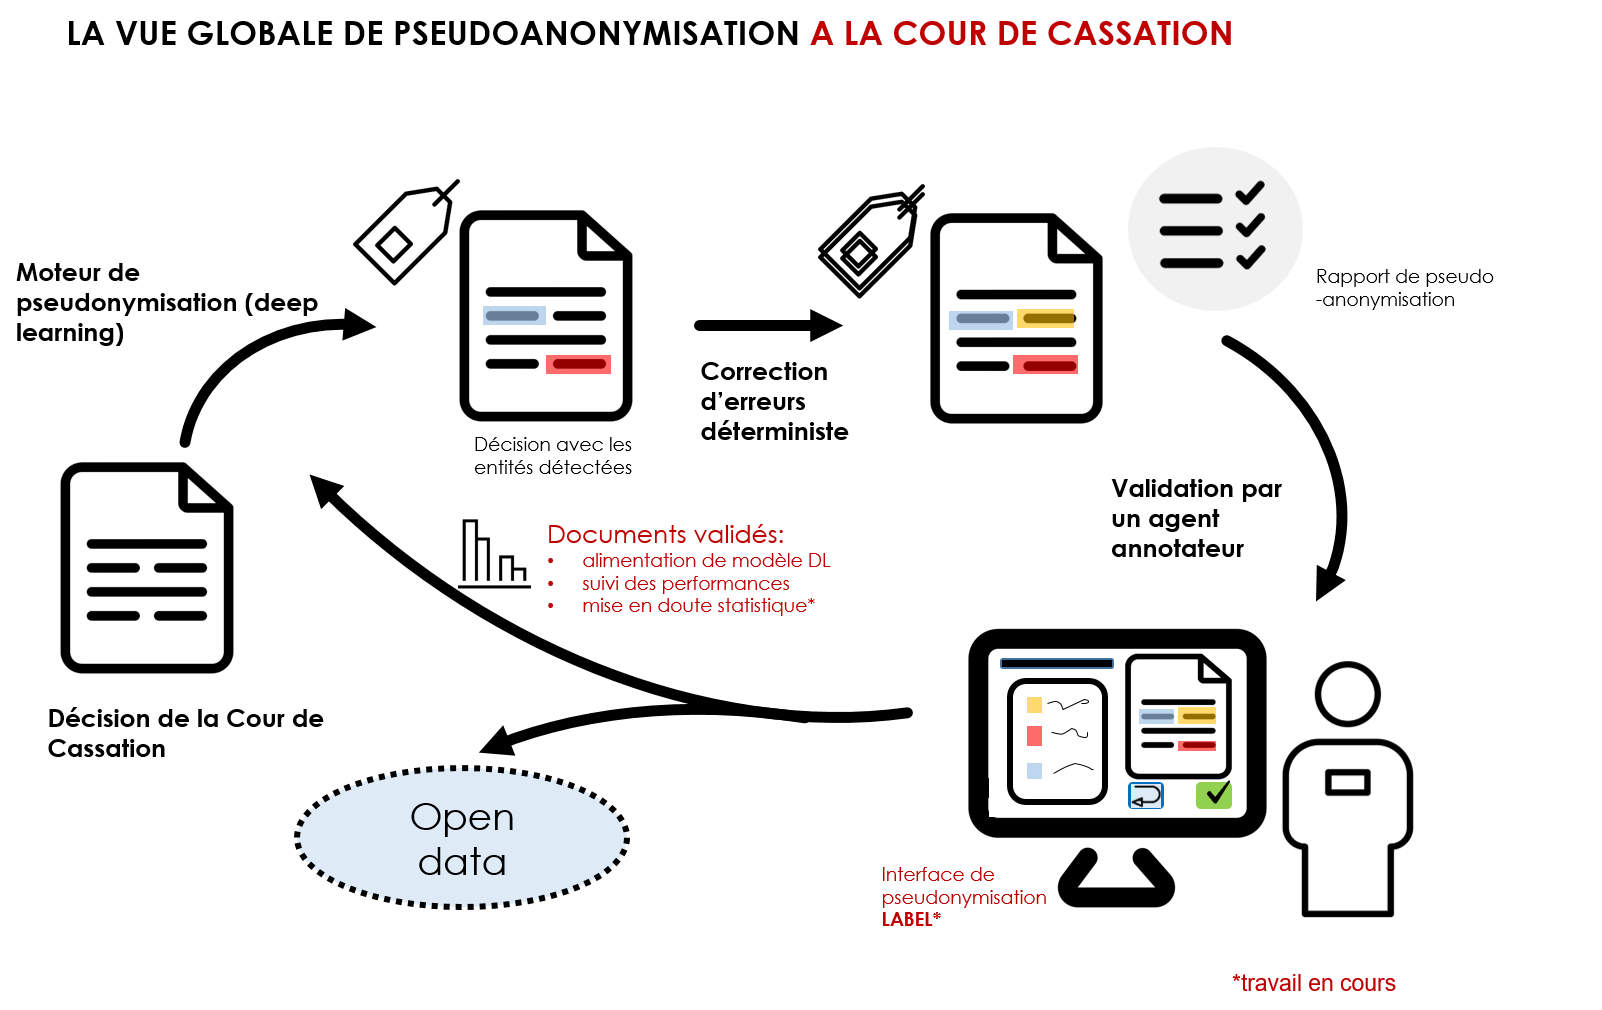 LA VUE GLOBALE DE PSEUDOANONYMISATION A LA COUR DE CASSATION
Moteur de
pseudonymisation (deep
learning)
Décision avec les
entités détectées
Correction
d’erreurs
déterministe
Rapport de pseudo
-anonymisation
Validation par
un agent
annotateur
Documents validés:
• alimentation de modèle DL
• suivi des performances
• mise en doute statistique*
Décision de la Cour de
Cassation
Open
data
Interface de
pseudonymisation
LABEL*
*travail en cours